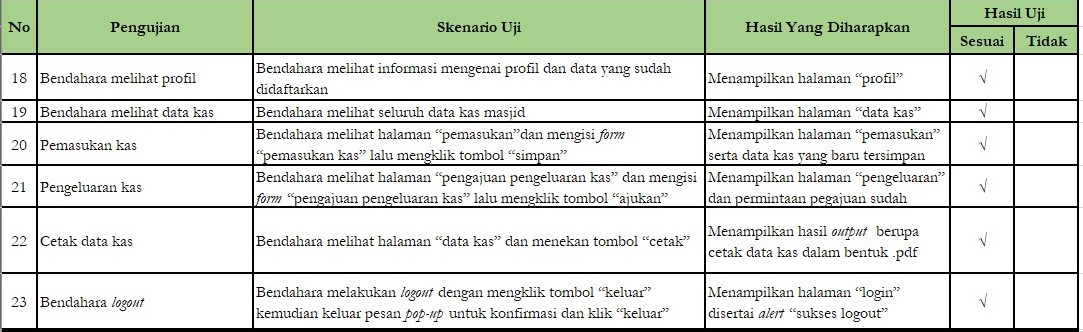 No Pengujian Skenario Uji Hasil Yang Diharapkan Hasil Uji
Sesuai Tidak
18 Bendahara melihat profil Bendahara melihat informasi mengenai profil dan data yang sudah
didaftarkan Menampilkan halaman “profil” √
19 Bendahara melihat data kas Bendahara melihat seluruh data kas masjid Menampilkan halaman “data kas” √
20 Pemasukan kas Bendahara melihat halaman “pemasukan”dan mengisi form
“pemasukan kas” lalu mengklik tombol “simpan” Menampilkan halaman “pemasukan”
serta data kas yang baru tersimpan √
21 Pengeluaran kas Bendahara melihat halaman “pengajuan pengeluaran kas” dan mengisi
form “pengajuan pengeluaran kas” lalu mengklik tombol “ajukan” Menampilkan halaman “pengeluaran”
dan permintaan pegajuan sudah √
22 Cetak data kas Bendahara melihat halaman “data kas” dan menekan tombol “cetak” Menampilkan hasil output berupa
cetak data kas dalam bentuk .pdf √
23 Bendahara logout Bendahara melakukan logout dengan mengklik tombol “keluar”
kemudian keluar pesan pop-up untuk konfirmasi dan klik “keluar” Menampilkan halaman “login”
disertai alert “sukses logout” √